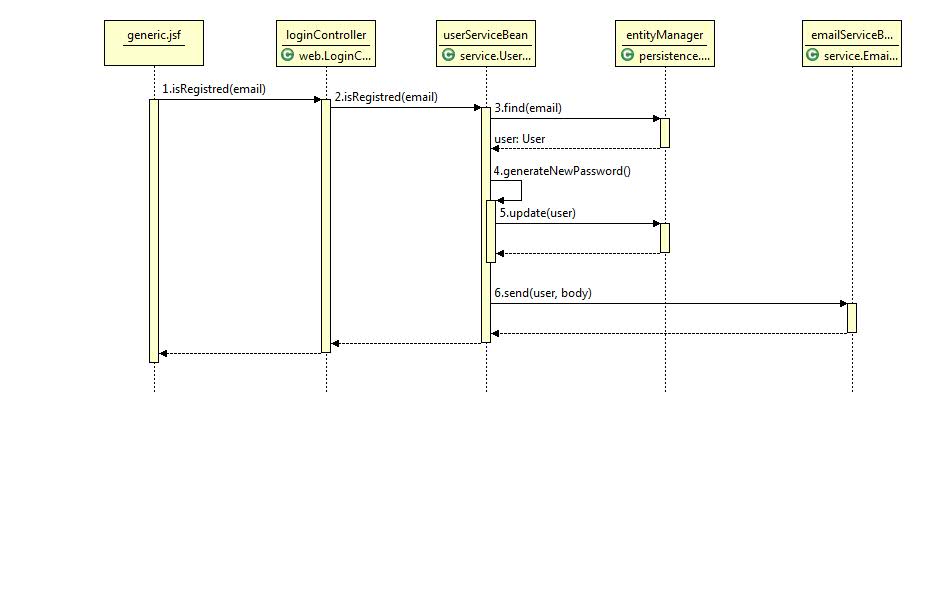 generic.jsf
loginController
web.LoginC...
userServiceBean
service.User...
entityManager
persistence....
emailServiceB...
service.Emai...
1.isRegistred(email)
2.isRegistred(email)
3.find(email)
user: User
4.generateNewPassword()
5.update(user)
6.send(user, body)